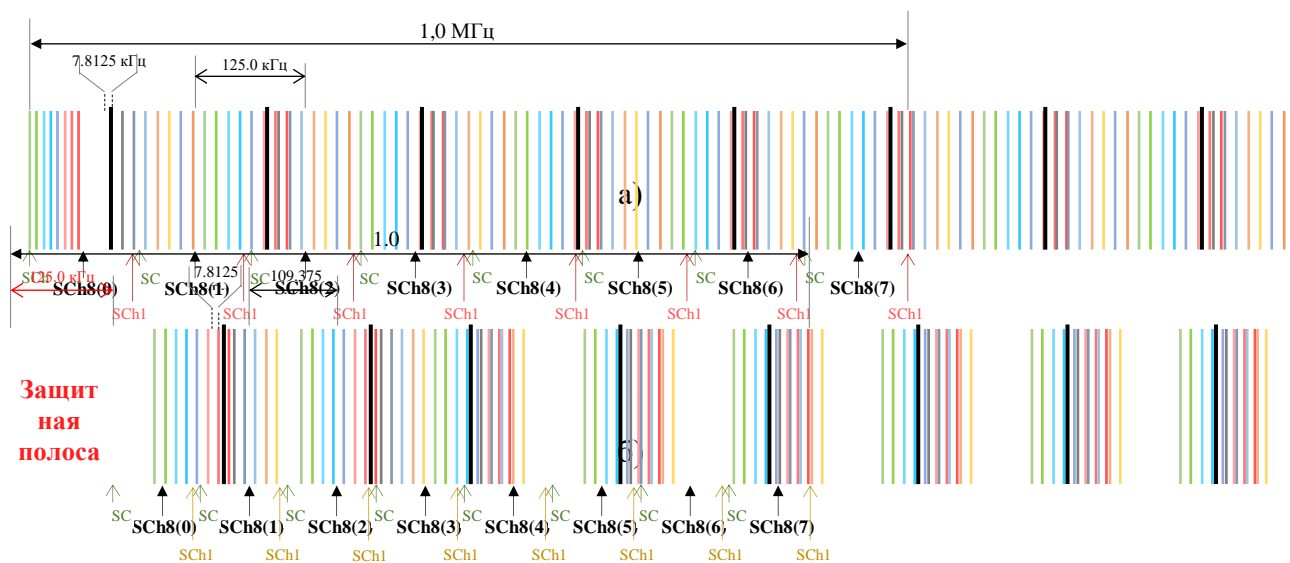 1,0 МГц
7.8125 кГц
125.0 кГц
а)
1.0
SC SC SC SC SC SC SC SC
125.0 кГц 7.8125 109.375
SCh8(0) SCh8(1) SCh8(2) SCh8(3) SCh8(4) SCh8(5) SCh8(6) SCh8(7)
SCh1 SCh1 SCh1 SCh1 SCh1 SCh1 SCh1 SCh1
Защит
ная
полоса
б)
SC SC SC SC SC SC SC SC
SCh8(0) SCh8(1) SCh8(2) SCh8(3) SCh8(4) SCh8(5) SCh8(6) SCh8(7)
SCh1 SCh1 SCh1 SCh1 SCh1 SCh1 SCh1 SCh1